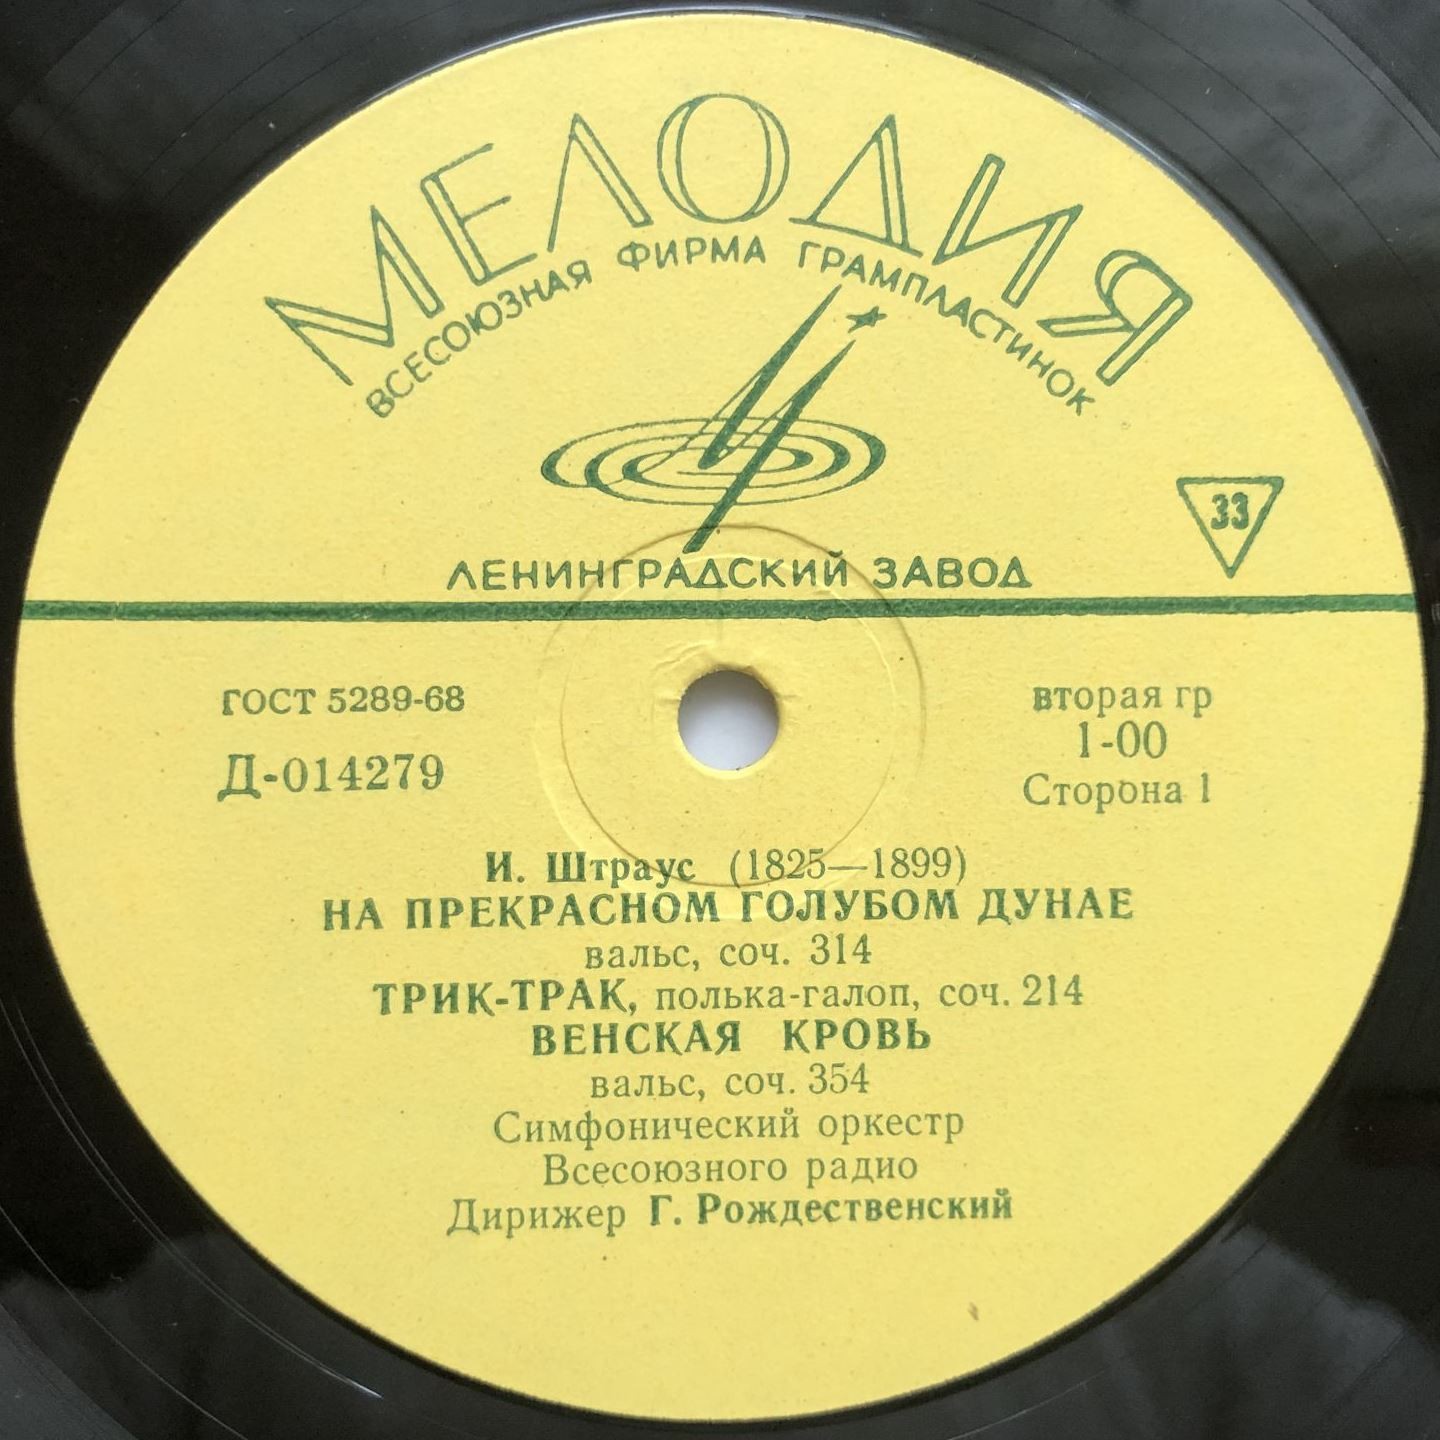 МЕЛОДИЯ
ВСЕСОЮЗНАЯ ФИРМА ГРАМПЛАСТИНОК
33
ЛЕНИНГРАДСКИЙ ЗАВОД
ГОСТ 5289-68
Д-014279
вторая гр
1-00
Сторона 1
И. Штраус (1825—1899)
НА ПРЕКРАСНОМ ГОЛУБОМ ДУНАЕ
вальс, соч. 314
ТРИК-ТРАК, полька-галоп, соч. 214
ВЕНСКАЯ КРОВЬ
вальс, соч. 354
Симфонический оркестр
Всесоюзного радио
Дирижер Г. Рождественский